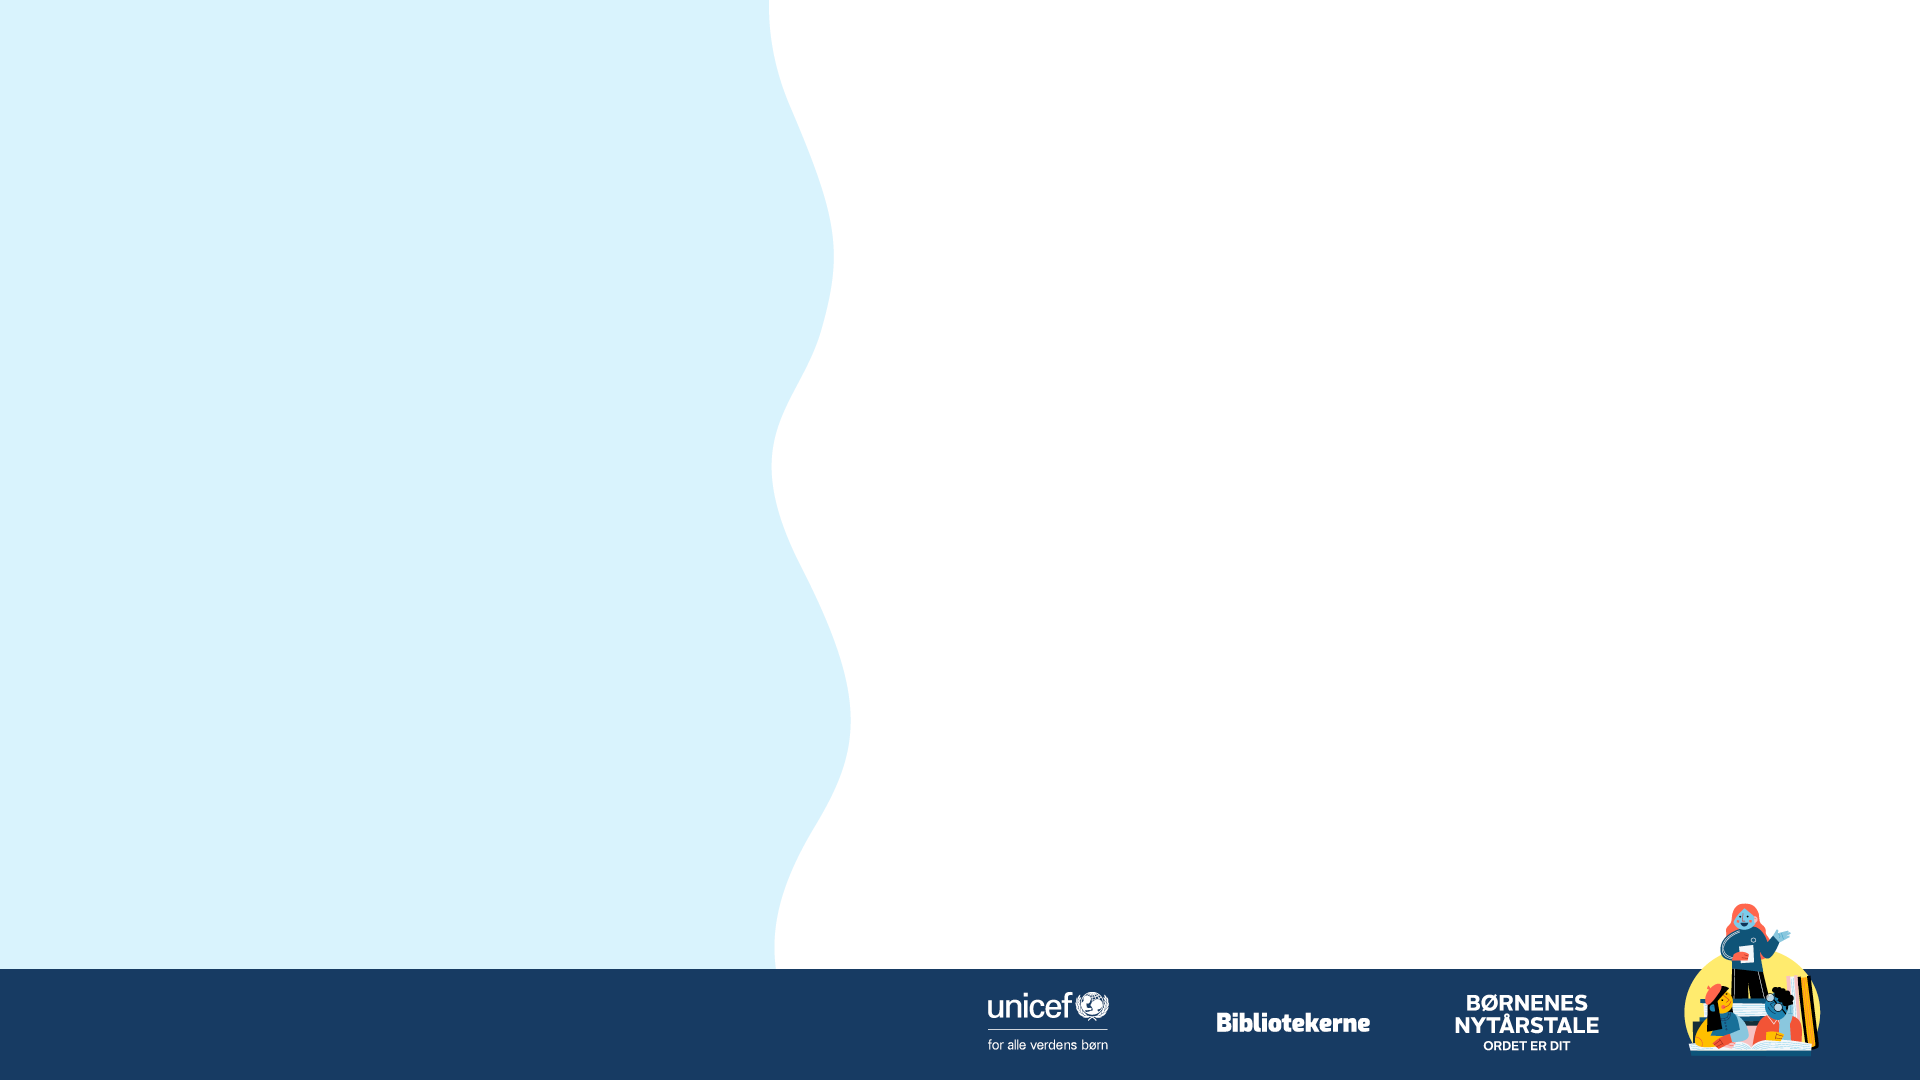 unicef
for alle verdens børn
Bibliotekerne
BØRNENES
NYTÅRSTALE
ORDET ER DIT